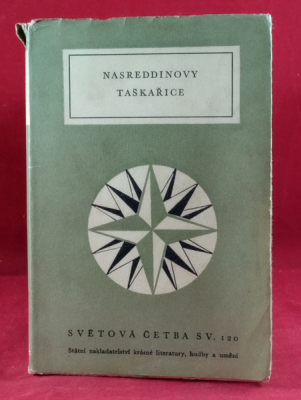 NASREDDINOVY
TAŠKAŘICE
SVĚTOVÁ ČETBA SV. 120
Státní nakladatelství krásné literatury, hudby a umění